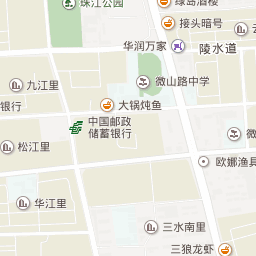 珠江公园
绿岛酒楼
接头暗号
华润万家
陵水道
微山路中学
九江里
银行
大锅炖鱼
中国邮政
储蓄银行
松江里
微
欧娜渔具
华江里
三水南里
三狼龙虾